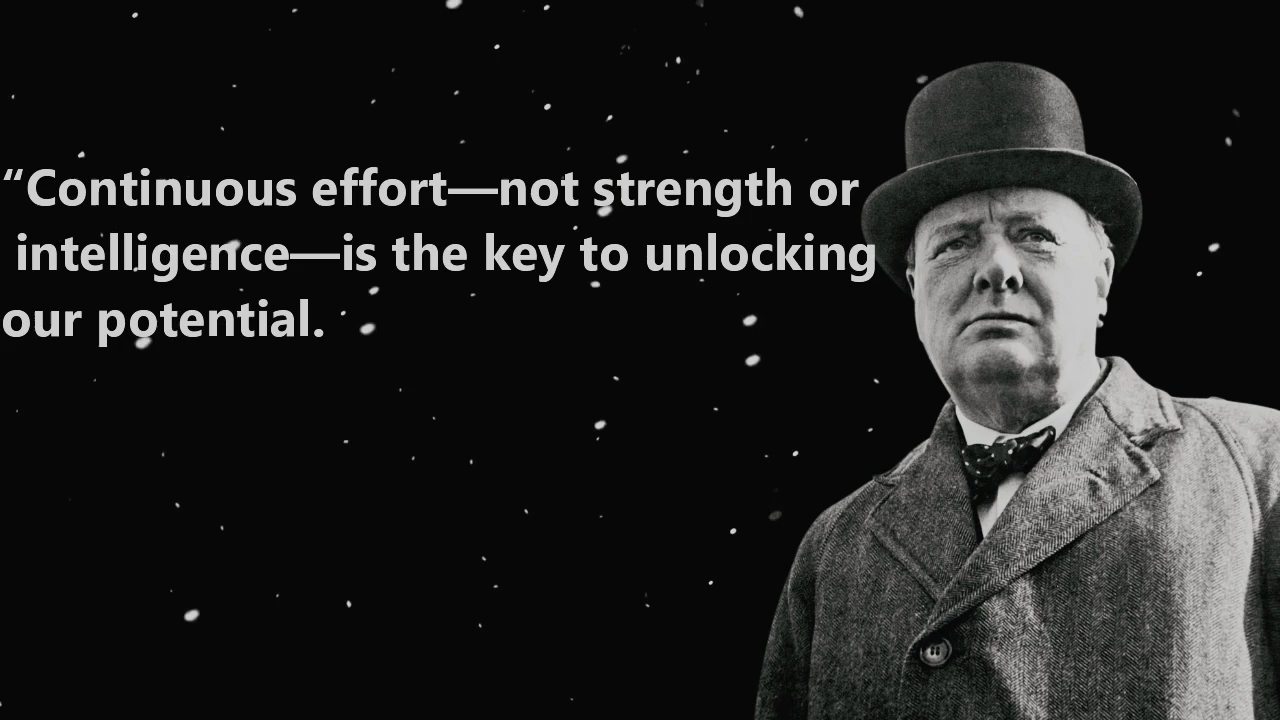 “Continuous effort—not strength or
intelligence—is the key to unlocking
our potential.